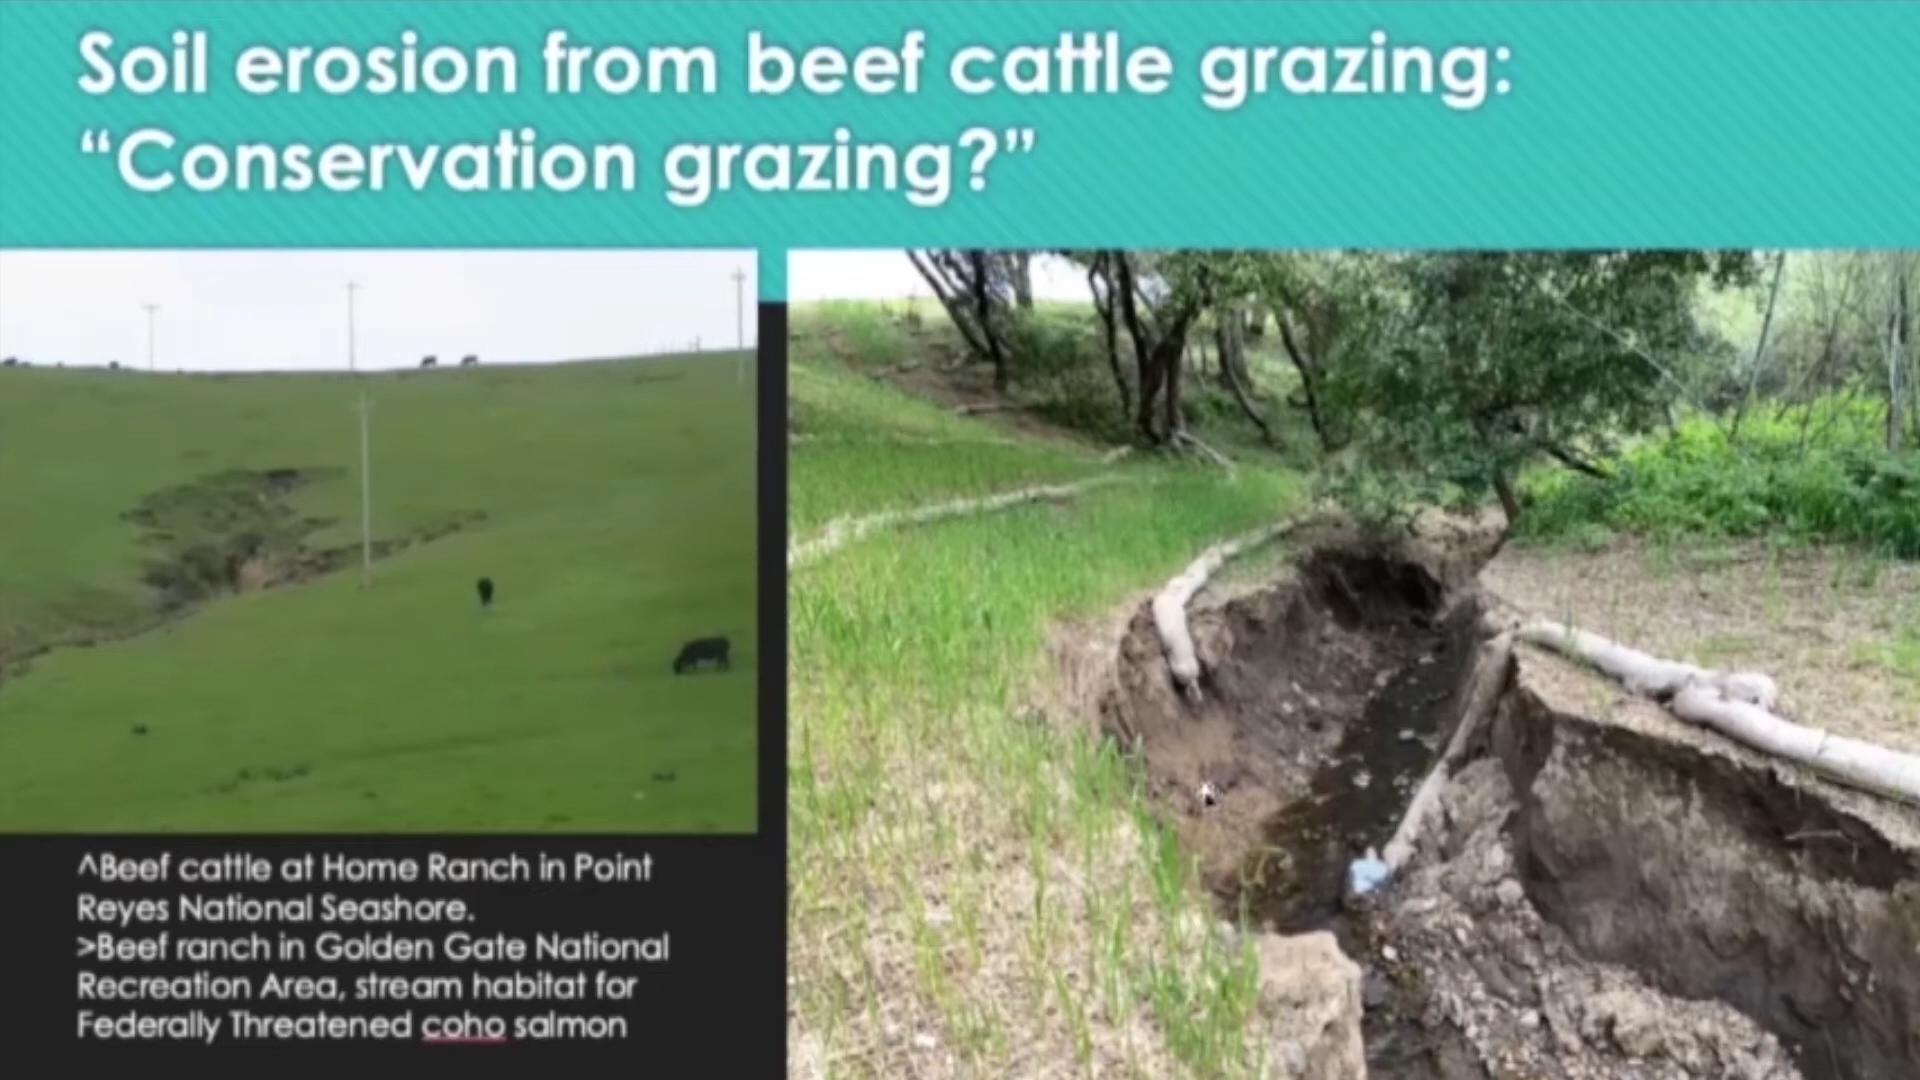 Soil erosion from beef cattle grazing:
“Conservation grazing?”
^Beef cattle at Home Ranch in Point
Reyes National Seashore.
>Beef ranch in Golden Gate National
Recreation Area, stream habitat for
Federally Threatened coho salmon